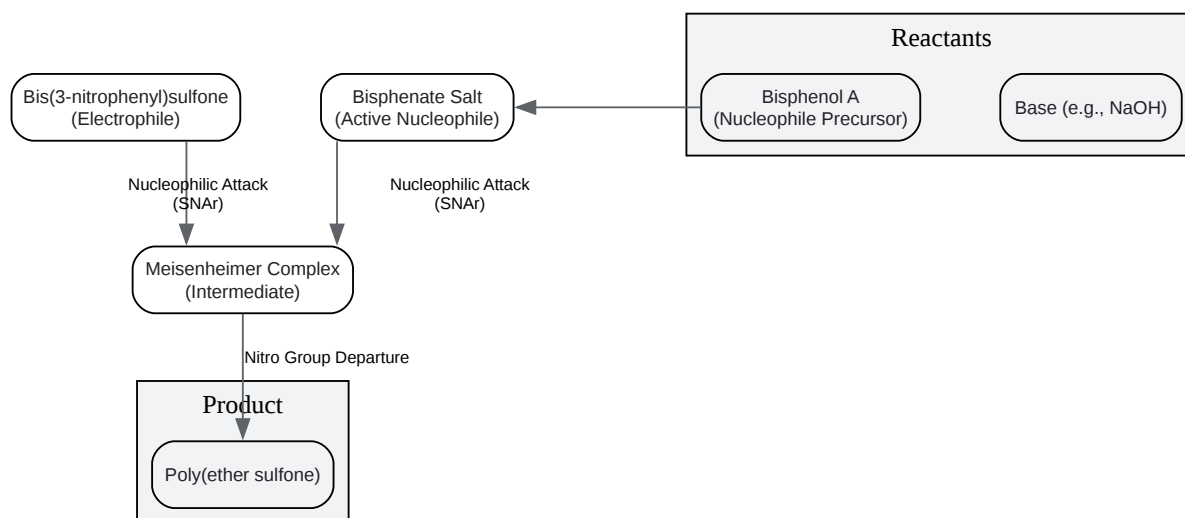 Reactants
Bis(3-nitrophenyl)sulfone
(Electrophile)
Bisphenate Salt
(Active Nucleophile)
Bisphenol A
(Nucleophile Precursor)
Base (e.g., NaOH)
Nucleophilic Attack
(SNAr)
Nucleophilic Attack
(SNAr)
Meisenheimer Complex
(Intermediate)
Nitro Group Departure
Product
Poly(ether sulfone)